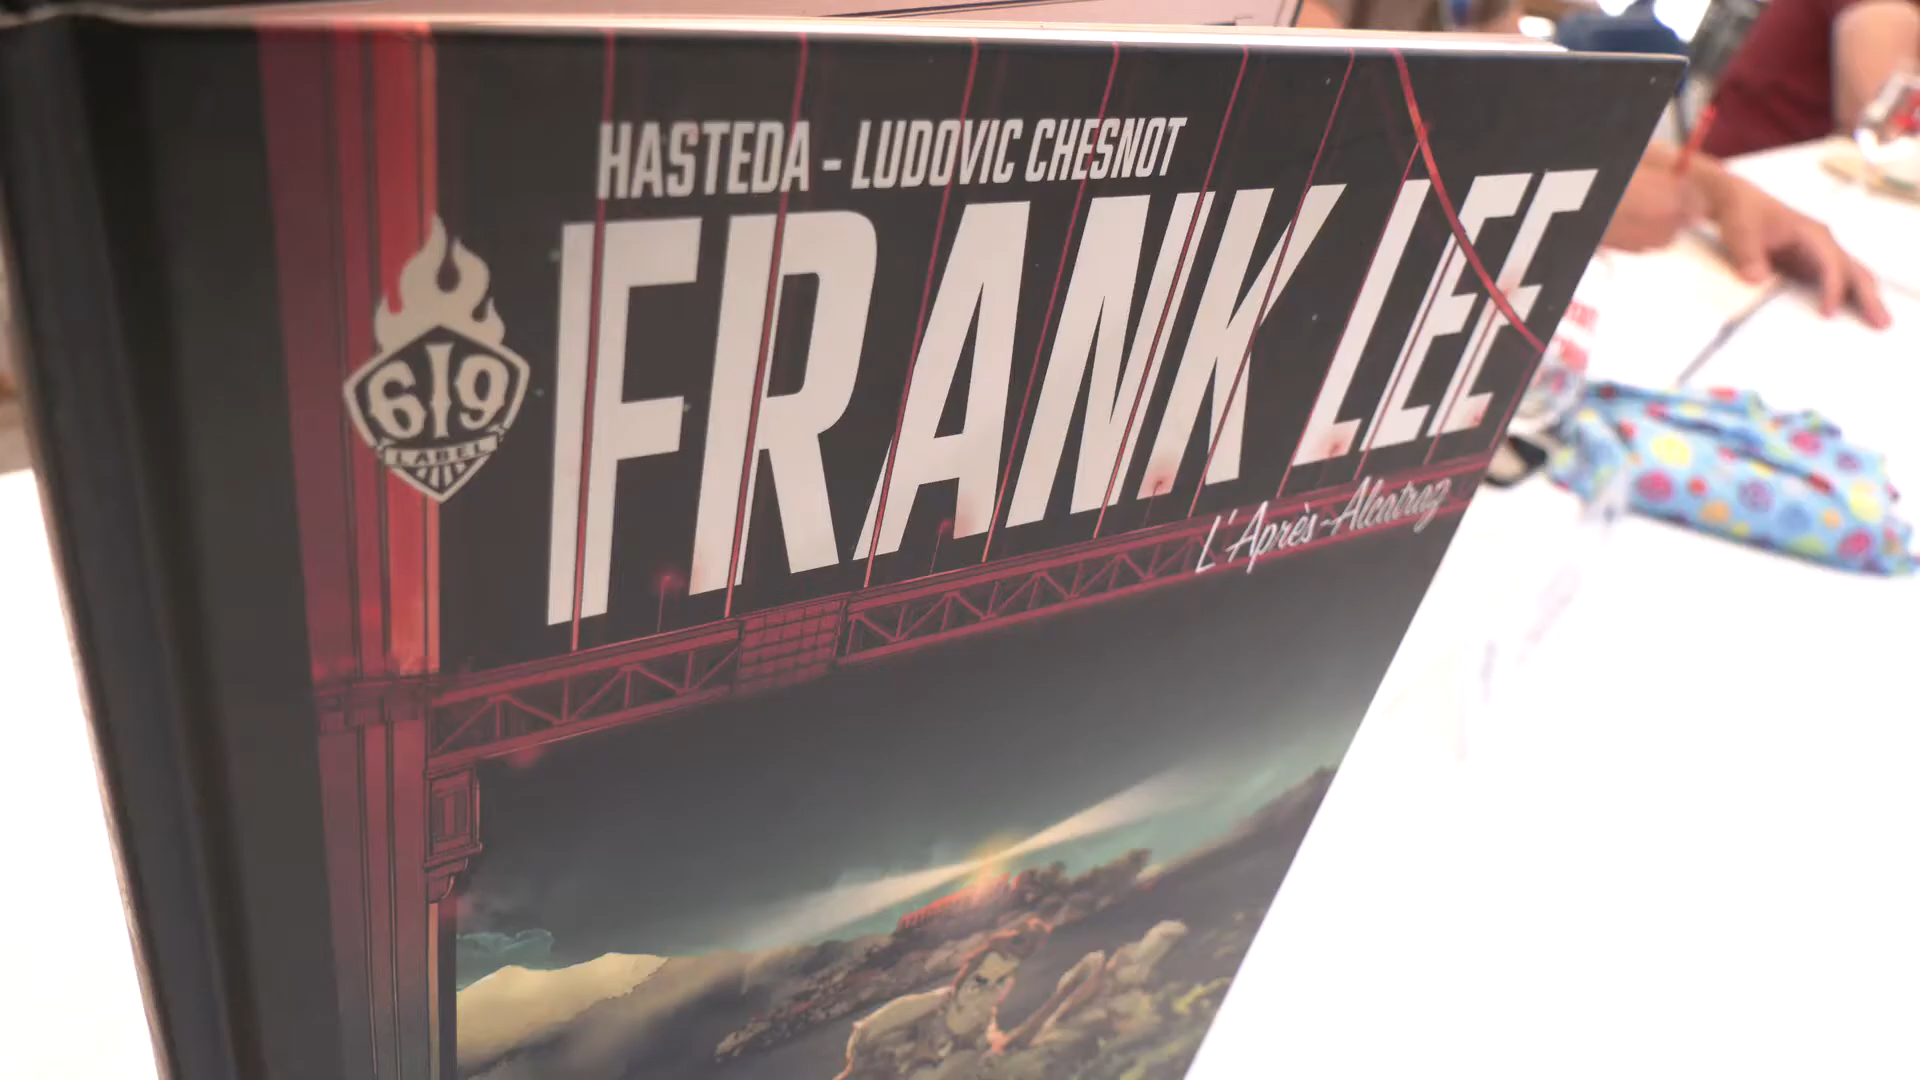 HASTEDA - LUDOVIC CHESNOT
FRANK LEE
L'Après-Alcatraz
619
LABEL